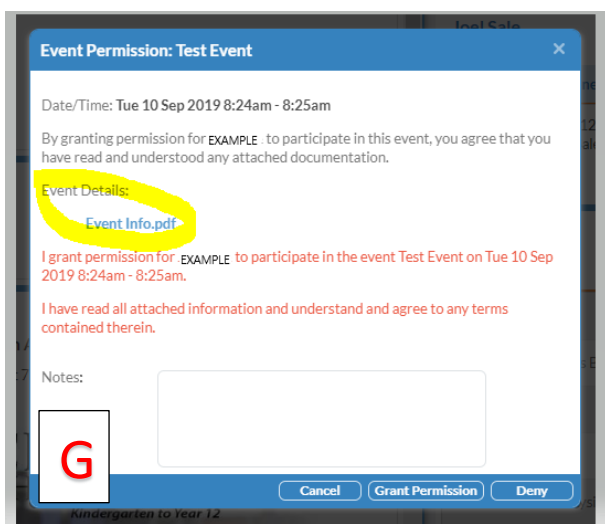 Joel Sale
Event Permission: Test Event ×
Date/Time: Tue 10 Sep 2019 8:24am - 8:25am
By granting permission for EXAMPLE to participate in this event, you agree that you
have read and understood any attached documentation.
Event Details:
Event Info.pdf
I grant permission for EXAMPLE to participate in the event Test Event on Tue 10 Sep
2019 8:24am - 8:25am.
I have read all attached information and understand and agree to any terms
contained therein.
Notes:
G
Cancel Grant Permission Deny
Kindergarten to Year 12